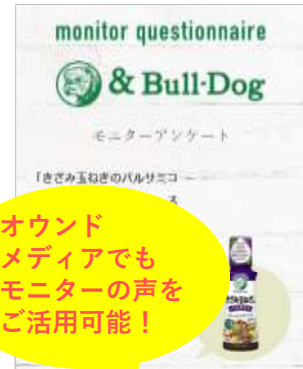 monitor questionnaire
& Bull-Dog
モニターアンケート
「きざみ玉ねぎのバルサミコ
ス
オウンド
メディアでも
モニターの声を
ご活用可能！